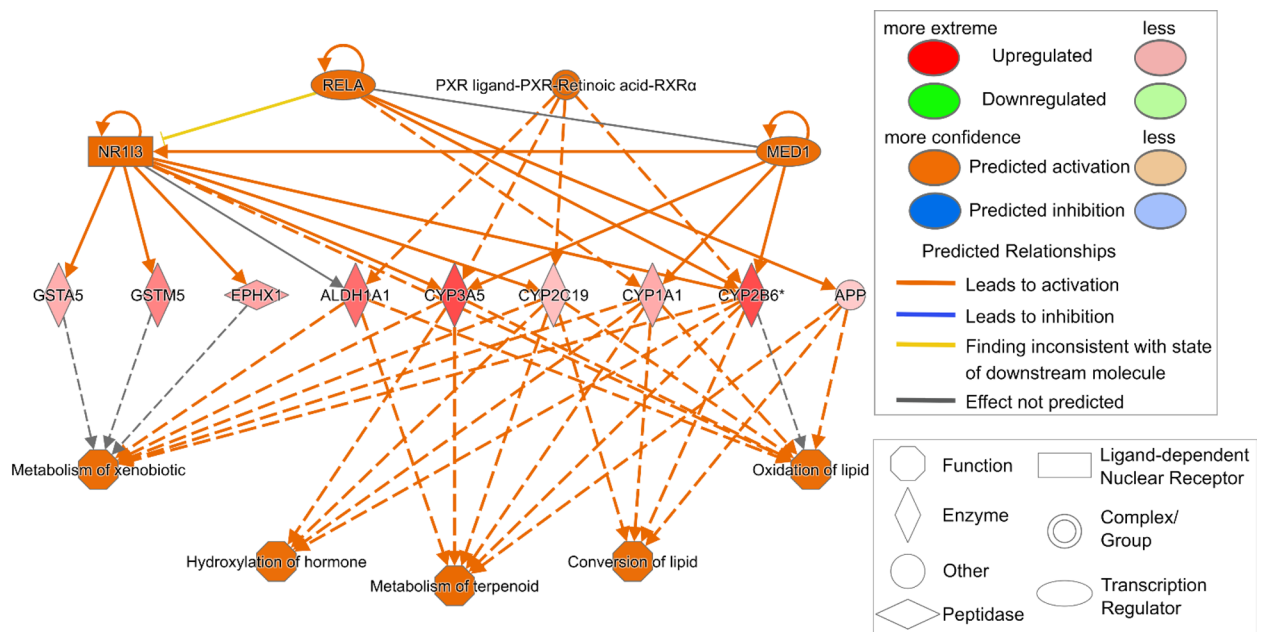 RELA
PXR ligand-PXR-Retinoic acid-RXRα
NR1I3
MED1
GSTA5
GSTM5
EPHX1
ALDH1A1
CYP3A5
CYP2C19
CYP1A1
CYP2B6*
APP
Metabolism of xenobiotic
Oxidation of lipid
Hydroxylation of hormone
Metabolism of terpenoid
Conversion of lipid
more extreme
less
Upregulated
Downregulated
more confidence
less
Predicted activation
Predicted inhibition
Predicted Relationships
Leads to activation
Leads to inhibition
Finding inconsistent with state
of downstream molecule
Effect not predicted
Function
Enzyme
Other
Peptidase
Ligand-dependent
Nuclear Receptor
Complex/
Group
Transcription
Regulator